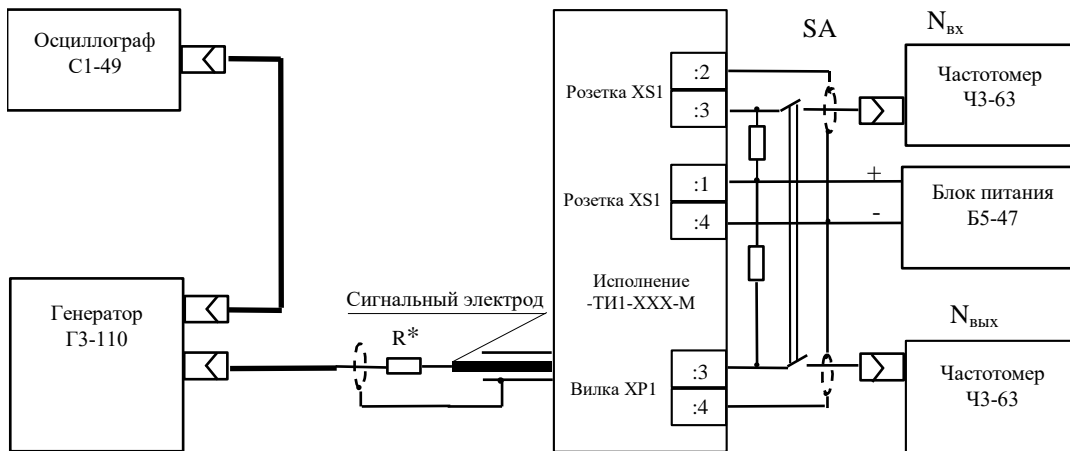 Осциллограф
С1-49
SA
Nвх
Частотомер
Ч3-63
Розетка XS1
:2
:3
Розетка XS1
:1
:4
+
-
Блок питания
Б5-47
Исполнение
-ТИ1-ХХХ-М
Сигнальный электрод
R*
Генератор
Г3-110
Nвых
Вилка ХР1
:3
:4
Частотомер
Ч3-63